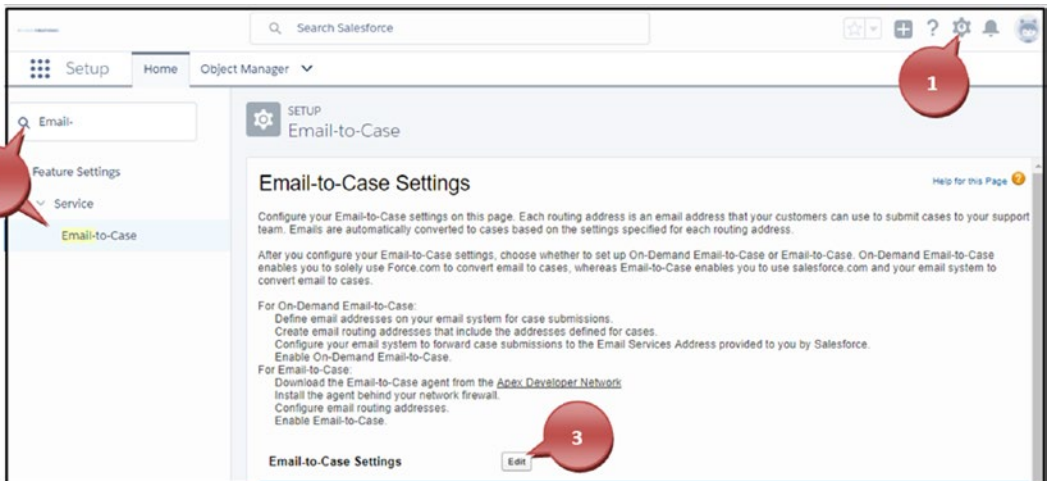 Search Salesforce
?
Setup
Home
Object Manager
1
Email-
SETUP
Email-to-Case
Feature Settings
Service
Email-to-Case
Email-to-Case Settings
Help for this Page ?
Configure your Email-to-Case settings on this page. Each routing address is an email address that your customers can use to submit cases to your support
team. Emails are automatically converted to cases based on the settings specified for each routing address.
After you configure your Email-to-Case settings, choose whether to set up On-Demand Email-to-Case or Email-to-Case. On-Demand Email-to-Case
enables you to solely use Force.com to convert email to cases, whereas Email-to-Case enables you to use salesforce.com and your email system to
convert email to cases.
For On-Demand Email-to-Case:
Define email addresses on your email system for case submissions.
Create email routing addresses that include the addresses defined for cases.
Configure your email system to forward case submissions to the Email Services Address provided to you by Salesforce.
Enable On-Demand Email-to-Case.
For Email-to-Case:
Download the Email-to-Case agent from the Apex Developer Network
Install the agent behind your network firewall.
Configure email routing addresses.
Enable Email-to-Case.
3
Email-to-Case Settings
Edit